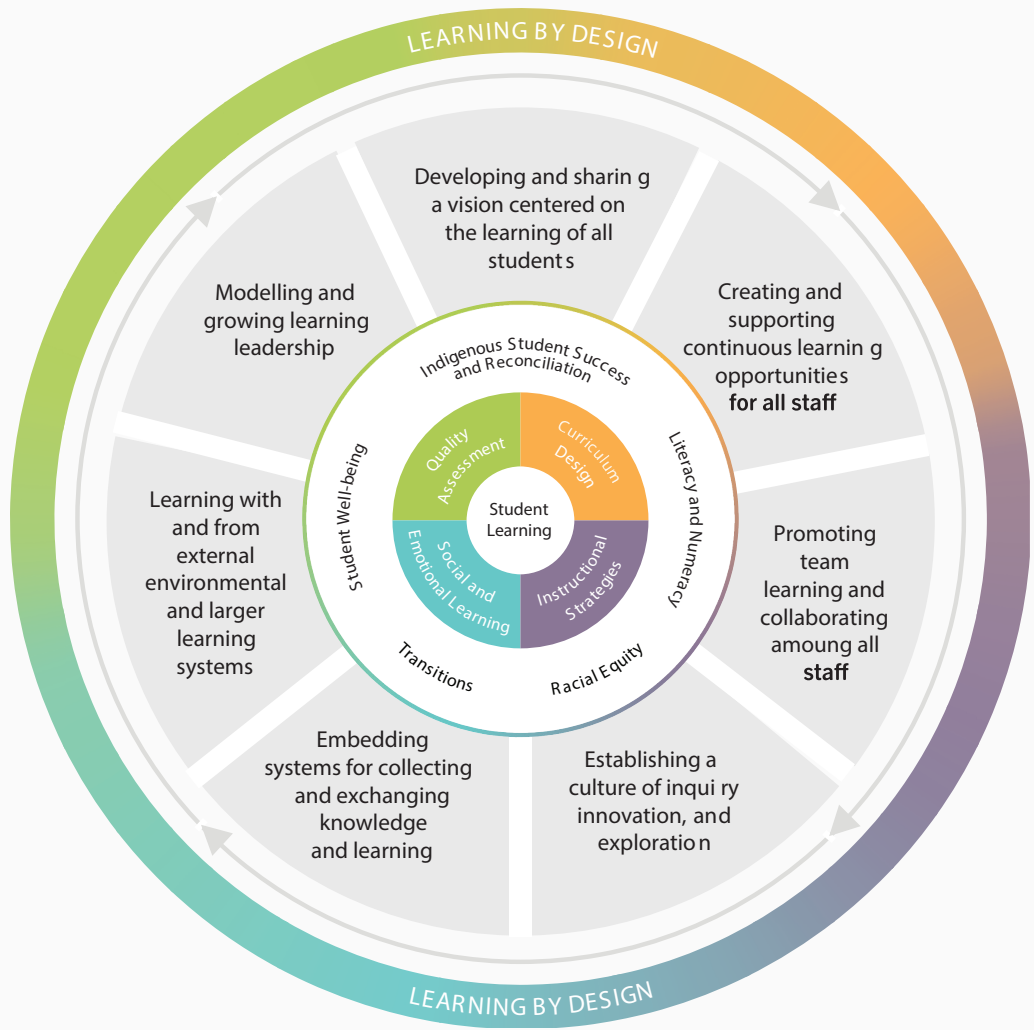 LEARNING BY DESIGN
Developing and sharin g
a vision centered on
the learning of all
student s
Creating and
supporting
continuous learnin g
opportunities
for all staff
Promoting
team
learning and
collaborating
amoung all
staff
Establishing a
culture of inqui ry
innovation, and
exploratio n
Embedding
systems for collecting
and exchanging
knowledge
and learning
Learning with
and from
external
environmental
and larger
learning
systems
Modelling and
growing learning
leadership
Indigenous Student Success
and Reconciliation
Literacy and Numeracy
Racial Equity
Transitions
Student Well-being
Quality
Assessment
Curriculum
Design
Instructional
Strategies
Social and
Emotional Learning
Student
Learning
LEARNING BY DESIGN